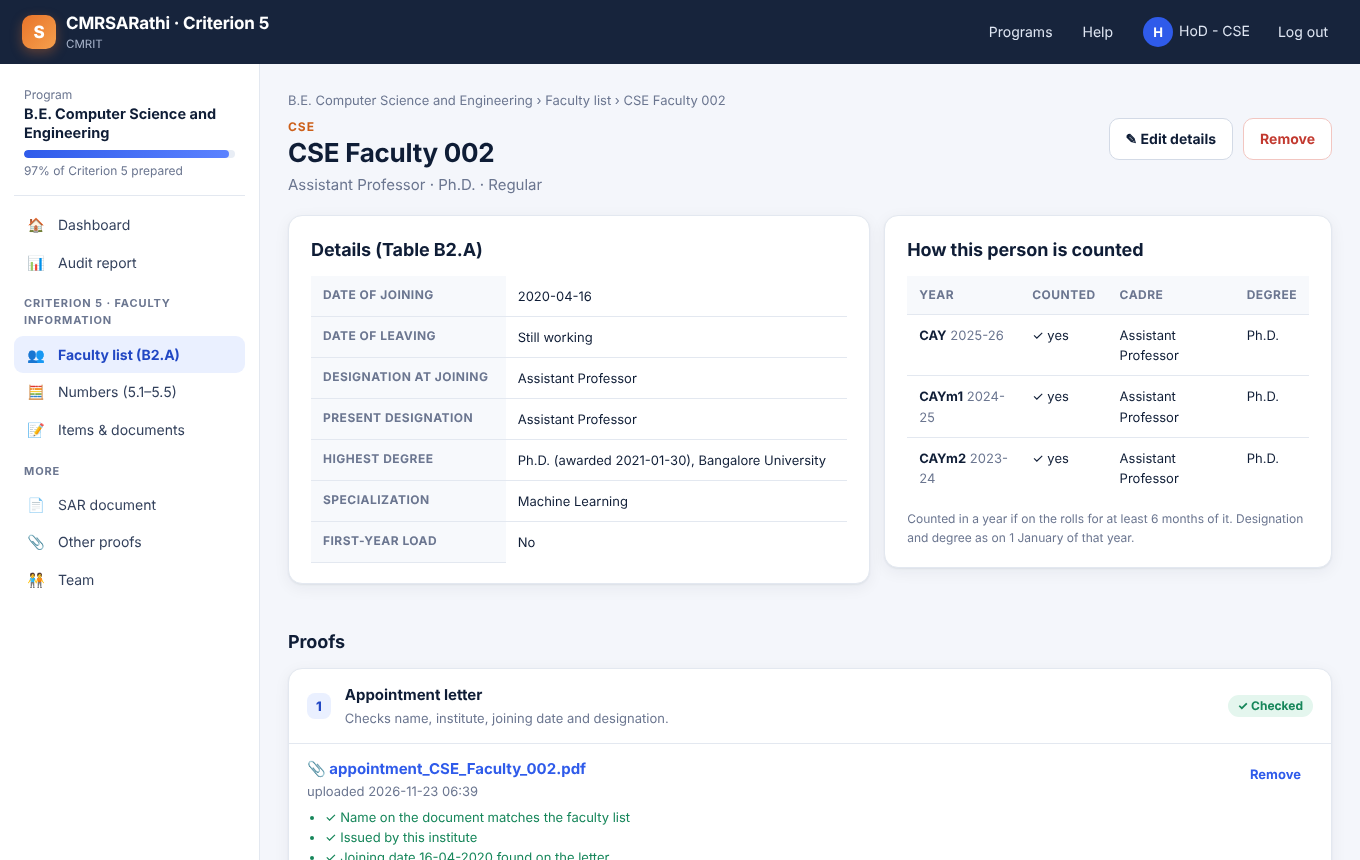 S
CMRSARathi · Criterion 5
CMRIT
Programs
Help
H
HoD - CSE
Log out
Program
B.E. Computer Science and
Engineering
97% of Criterion 5 prepared
Dashboard
Audit report
CRITERION 5 · FACULTY
INFORMATION
Faculty list (B2.A)
Numbers (5.1–5.5)
Items & documents
MORE
SAR document
Other proofs
Team
B.E. Computer Science and Engineering › Faculty list › CSE Faculty 002
CSE
CSE Faculty 002
Assistant Professor · Ph.D. · Regular
✎ Edit details
Remove
Details (Table B2.A)
DATE OF JOINING 2020-04-16
DATE OF LEAVING Still working
DESIGNATION AT JOINING Assistant Professor
PRESENT DESIGNATION Assistant Professor
HIGHEST DEGREE Ph.D. (awarded 2021-01-30), Bangalore University
SPECIALIZATION Machine Learning
FIRST-YEAR LOAD No
How this person is counted
YEAR COUNTED CADRE DEGREE
CAY 2025-26 ✓ yes Assistant Ph.D.
Professor
CAYm1 2024- ✓ yes Assistant Ph.D.
25 Professor
CAYm2 2023- ✓ yes Assistant Ph.D.
24 Professor
Counted in a year if on the rolls for at least 6 months of it. Designation
and degree as on 1 January of that year.
Proofs
1
Appointment letter
Checks name, institute, joining date and designation.
✓ Checked
appointment_CSE_Faculty_002.pdf
Remove
uploaded 2026-11-23 06:39
✓ Name on the document matches the faculty list
✓ Issued by this institute
✓ Joining date 16-04-2020 found on the letter